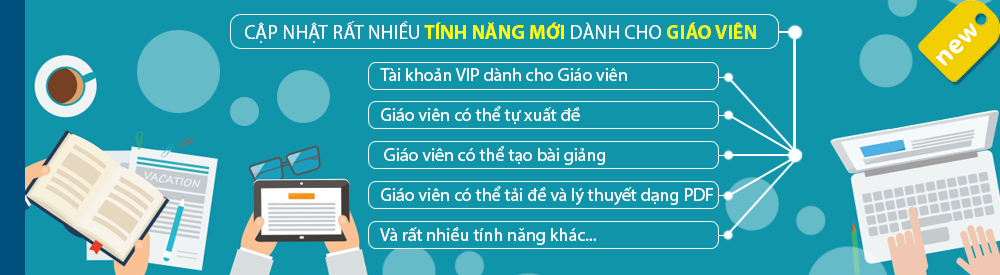 CẬP NHẬT RẤT NHIỀU TÍNH NĂNG MỚI DÀNH CHO GIÁO VIÊN
new
Tài khoản VIP dành cho Giáo viên
Giáo viên có thể tự xuất đề
Giáo viên có thể tạo bài giảng
Giáo viên có thể tải đề và lý thuyết dạng PDF
Và rất nhiều tính năng khác...
VACATION